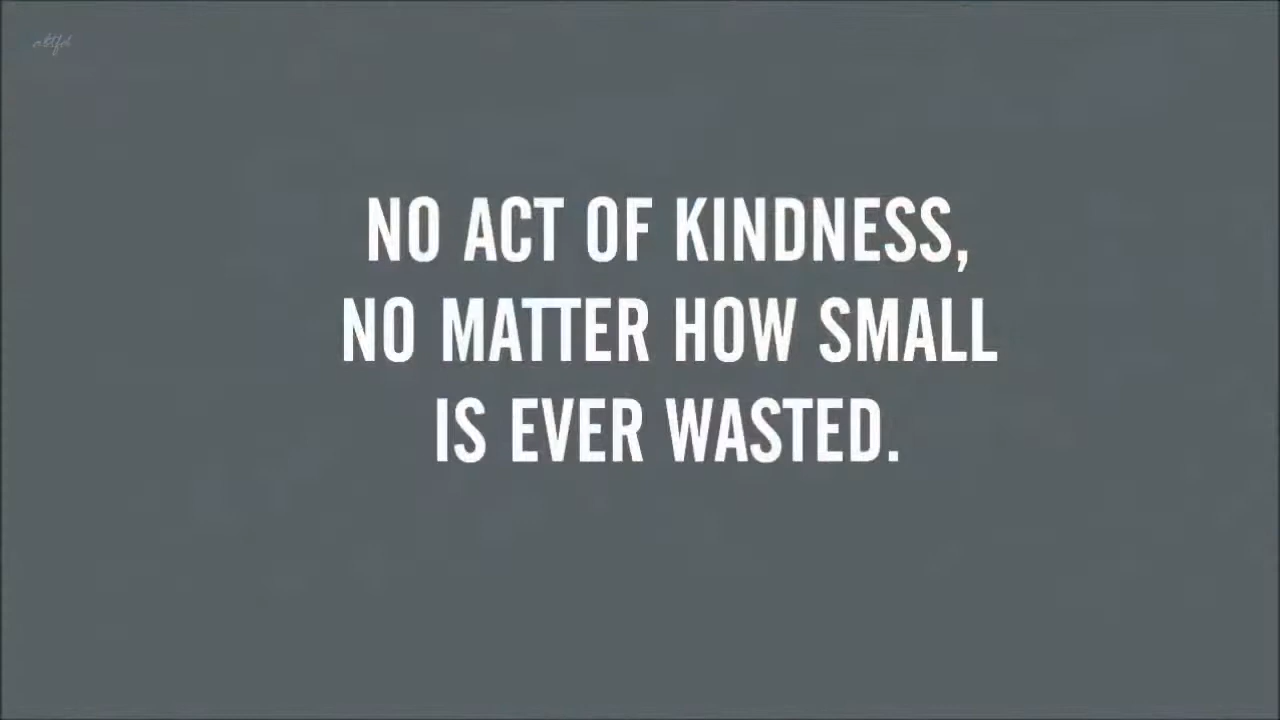 NO ACT OF KINDNESS,
NO MATTER HOW SMALL
IS EVER WASTED.